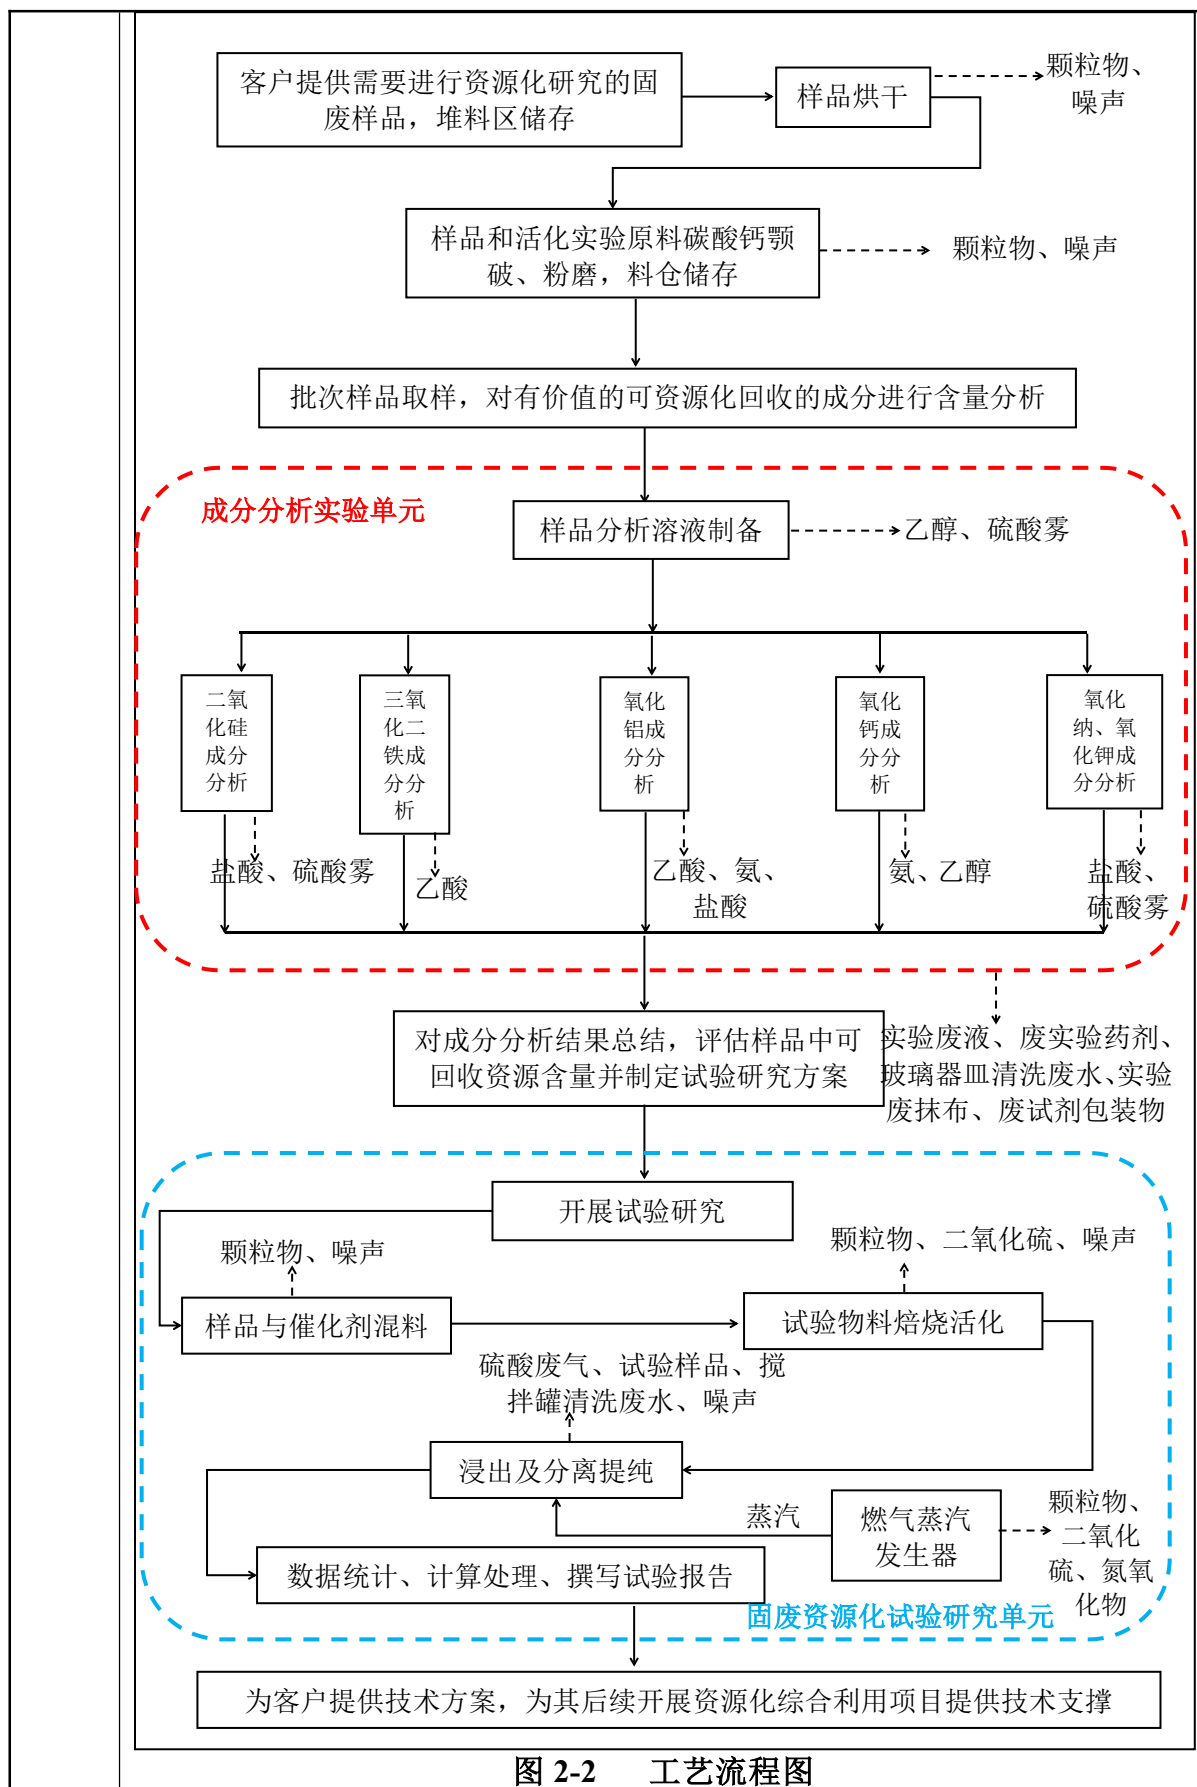 客户提供需要进行资源化研究的固
废样品，堆料区储存
样品烘干
颗粒物、
噪声
样品和活化实验原料碳酸钙颚
破、粉磨，料仓储存
颗粒物、噪声
批次样品取样，对有价值的可资源化回收的成分进行含量分析
成分分析实验单元
样品分析溶液制备
乙醇、硫酸雾
二氧
化硅
成分
分析
三氧
化二
铁成
分分
析
氧化
铝成
分分
析
氧化
钙成
分分
析
氧化
纳、氧
化钾成
分分析
盐酸、硫酸雾
乙酸
乙酸、氨、
盐酸
氨、乙醇
盐酸、
硫酸雾
对成分分析结果总结，评估样品中可
回收资源含量并制定试验研究方案
实验废液、废实验药剂、
玻璃器皿清洗废水、实验
废抹布、废试剂包装物
开展试验研究
颗粒物、噪声
颗粒物、二氧化硫、噪声
样品与催化剂混料
试验物料焙烧活化
硫酸废气、试验样品、搅
拌罐清洗废水、噪声
浸出及分离提纯
蒸汽
燃气蒸汽
发生器
颗粒物、
二氧化
硫、氮氧
化物
数据统计、计算处理、撰写试验报告
固废资源化试验研究单元
为客户提供技术方案，为其后续开展资源化综合利用项目提供技术支撑
图 2-2 工艺流程图